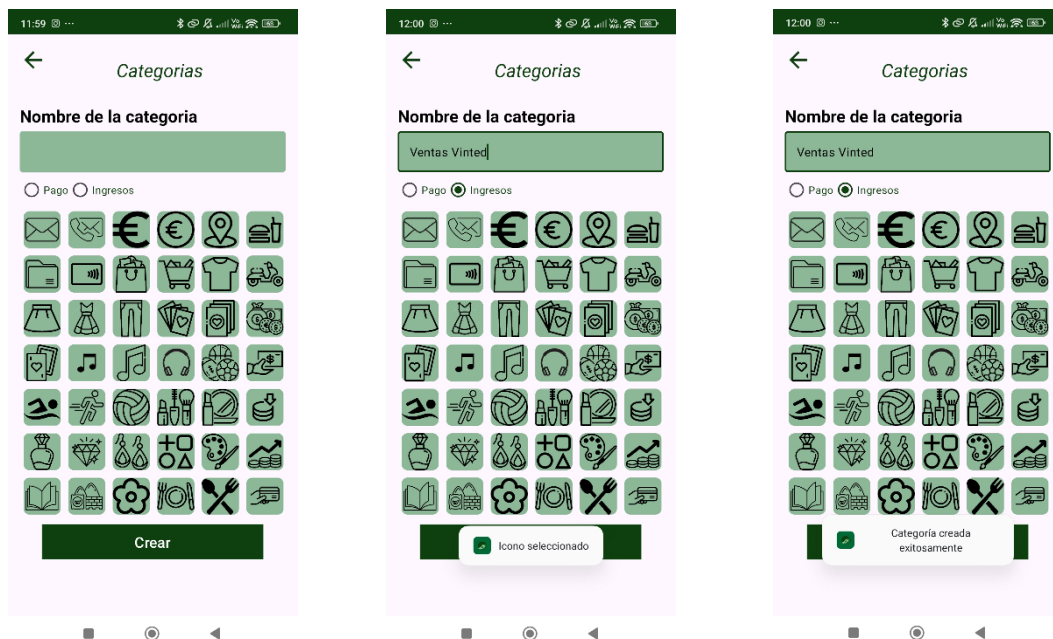 11:59
Categorias
Nombre de la categoria
Pago Ingresos
Crear
12:00
Categorias
Nombre de la categoria
Ventas Vinted
Pago Ingresos
Icono seleccionado
12:00
Categorias
Nombre de la categoria
Ventas Vinted
Pago Ingresos
Categoría creada
exitosamente